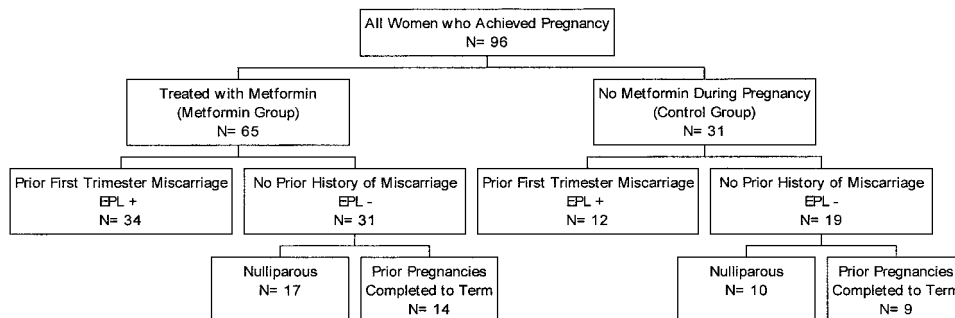 All Women who Achieved Pregnancy
N= 96
Treated with Metformin
(Metformin Group)
N= 65
No Metformin During Pregnancy
(Control Group)
N= 31
Prior First Trimester Miscarriage
EPL +
N= 34
No Prior History of Miscarriage
EPL -
N= 31
Prior First Trimester Miscarriage
EPL +
N= 12
No Prior History of Miscarriage
EPL -
N= 19
Nulliparous
N= 17
Prior Pregnancies
Completed to Term
N= 14
Nulliparous
N= 10
Prior Pregnancies
Completed to Term
N= 9